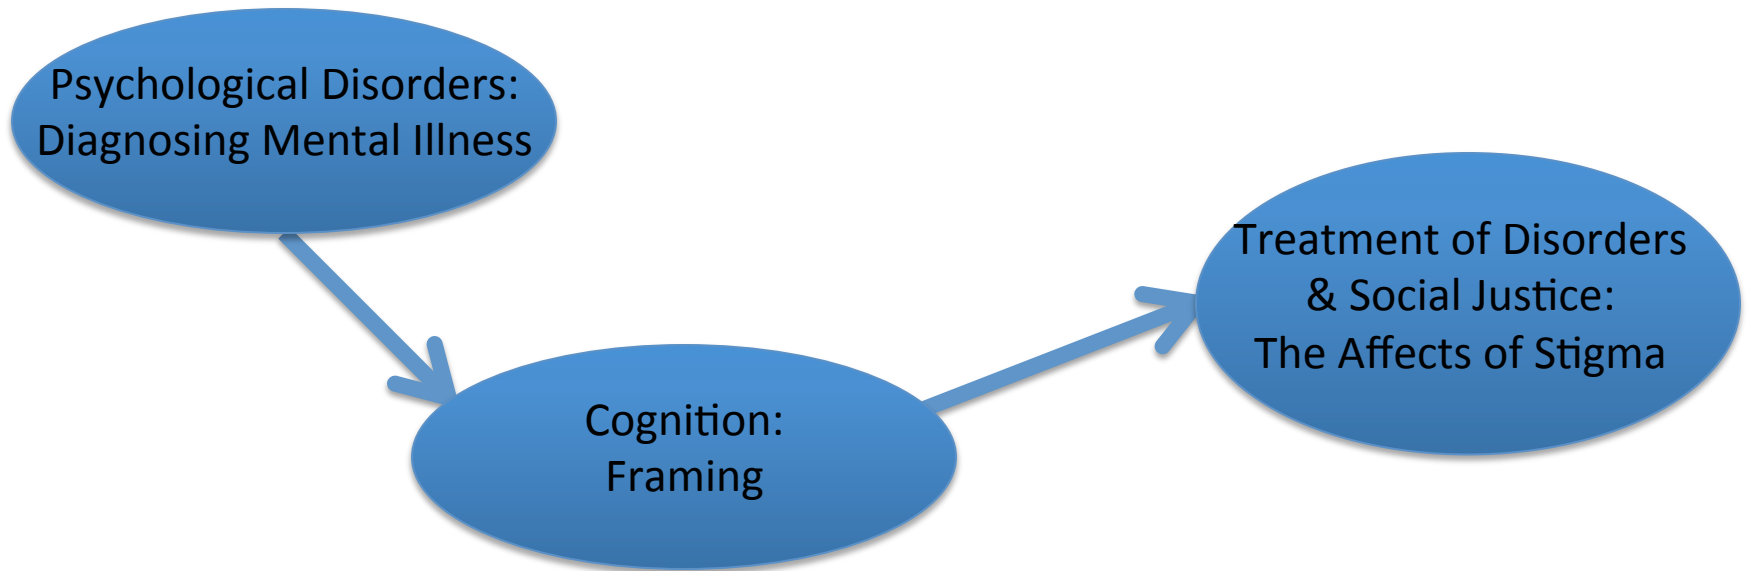 Psychological Disorders:
Diagnosing Mental Illness
Cognition:
Framing
Treatment of Disorders
& Social Justice:
The Affects of Stigma